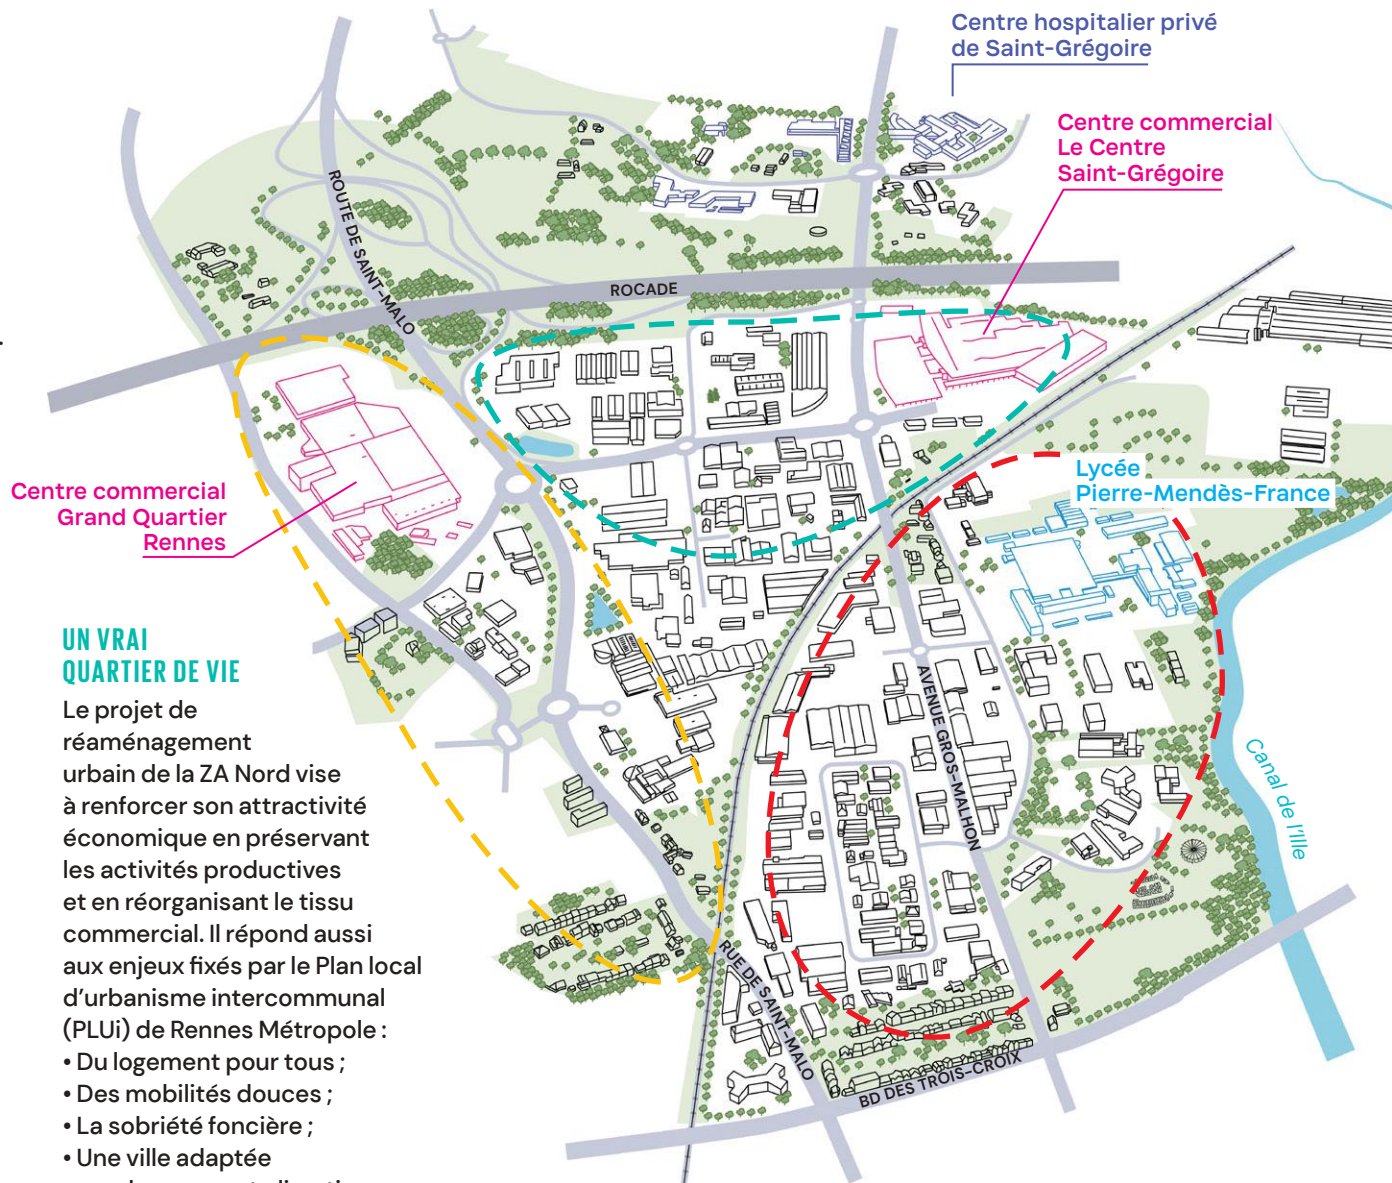 Centre hospitalier privé
de Saint-Grégoire
Centre commercial
Le Centre
Saint-Grégoire
ROUTE DE SAINT-MALO
ROCADE
Lycée
Pierre-Mendès-France
Centre commercial
Grand Quartier
Rennes
AVENUE GROS-MALHON
Canal de l'Ille
RUE DE SAINT-MALO
BD DES TROIS-CROIX
UN VRAI
QUARTIER DE VIE
Le projet de
réaménagement
urbain de la ZA Nord vise
à renforcer son attractivité
économique en préservant
les activités productives
et en réorganisant le tissu
commercial. Il répond aussi
aux enjeux fixés par le Plan local
d'urbanisme intercommunal
(PLUi) de Rennes Métropole :
• Du logement pour tous ;
• Des mobilités douces ;
• La sobriété foncière ;
• Une ville adaptée